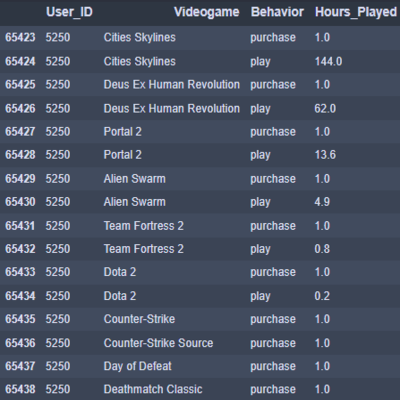 User_ID Videogame Behavior Hours_Played
65423 5250 Cities Skylines purchase 1.0
65424 5250 Cities Skylines play 144.0
65425 5250 Deus Ex Human Revolution purchase 1.0
65426 5250 Deus Ex Human Revolution play 62.0
65427 5250 Portal 2 purchase 1.0
65428 5250 Portal 2 play 13.6
65429 5250 Alien Swarm purchase 1.0
65430 5250 Alien Swarm play 4.9
65431 5250 Team Fortress 2 purchase 1.0
65432 5250 Team Fortress 2 play 0.8
65433 5250 Dota 2 purchase 1.0
65434 5250 Dota 2 play 0.2
65435 5250 Counter-Strike purchase 1.0
65436 5250 Counter-Strike Source purchase 1.0
65437 5250 Day of Defeat purchase 1.0
65438 5250 Deathmatch Classic purchase 1.0